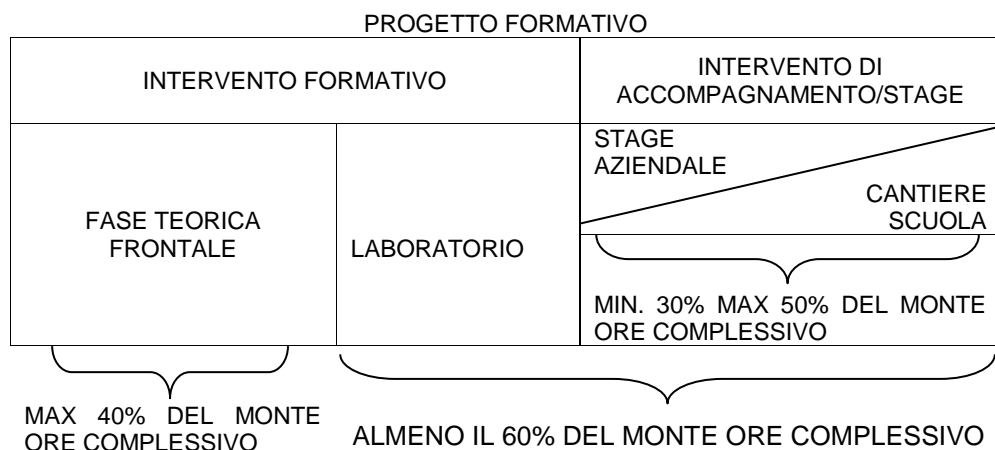 PROGETTO FORMATIVO
INTERVENTO FORMATIVO
INTERVENTO DI
ACCOMPAGNAMENTO/STAGE
FASE TEORICA
FRONTALE
LABORATORIO
STAGE
AZIENDALE
CANTIERE
SCUOLA
MIN. 30% MAX 50% DEL MONTE
ORE COMPLESSIVO
MAX 40% DEL MONTE
ORE COMPLESSIVO
ALMENO IL 60% DEL MONTE ORE COMPLESSIVO